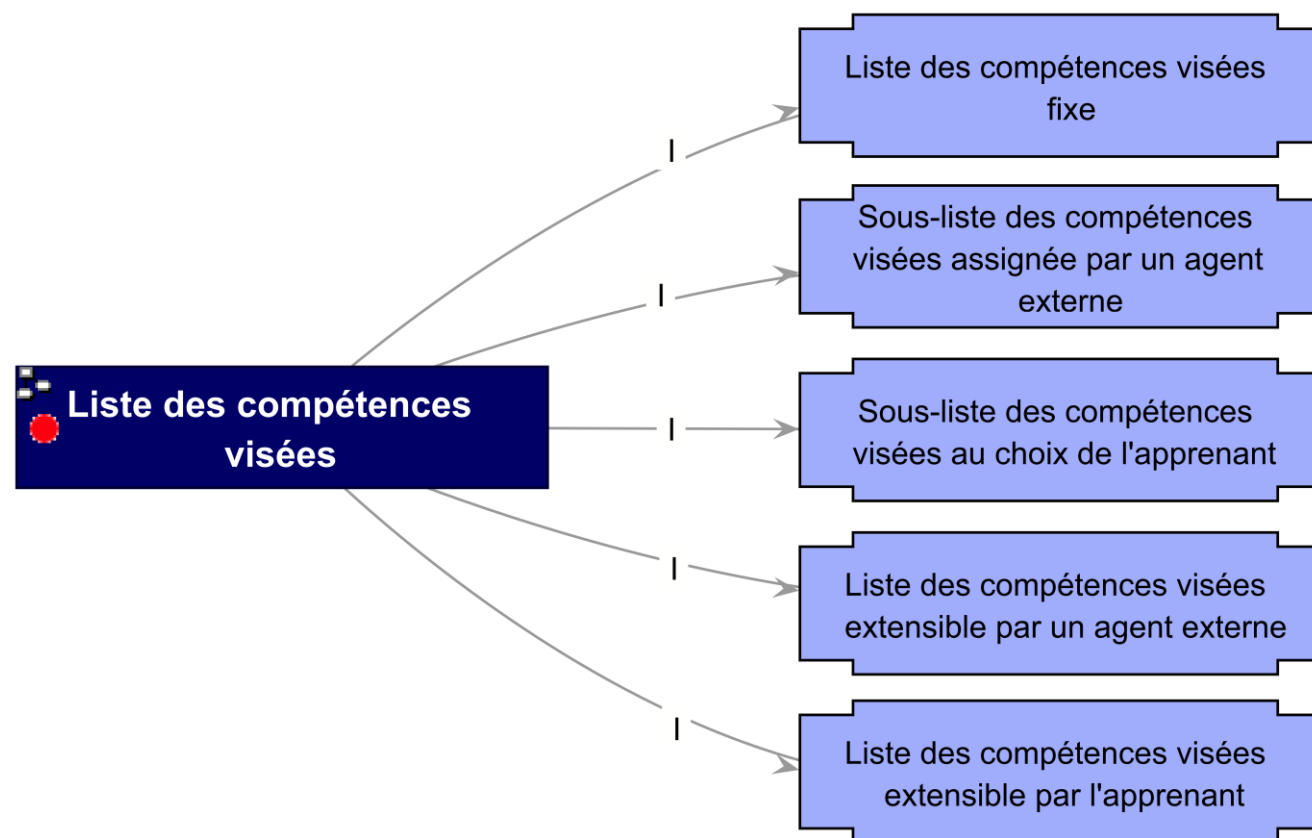 Liste des compétences visées
fixe
I
Sous-liste des compétences
visées assignée par un agent
externe
I
Liste des compétences
visées
I
Sous-liste des compétences
visées au choix de l'apprenant
I
Liste des compétences visées
extensible par un agent externe
I
Liste des compétences visées
extensible par l'apprenant